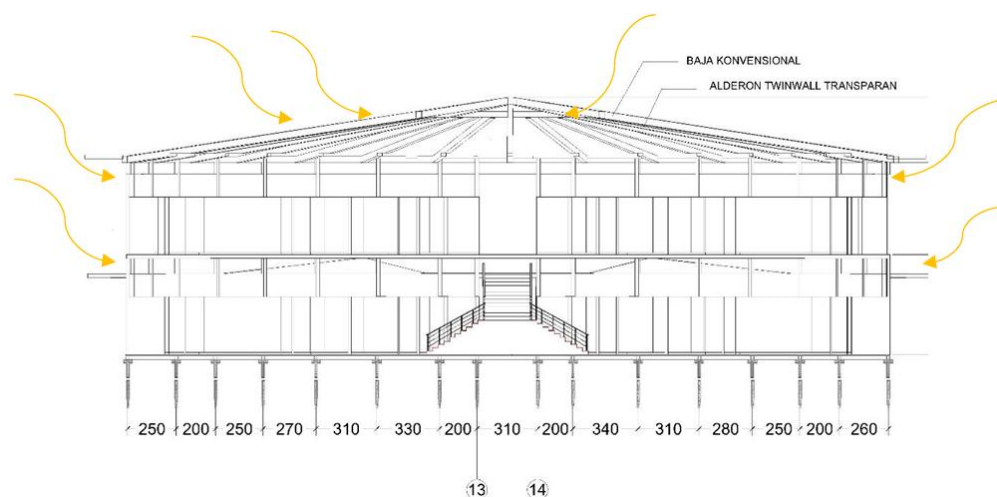 BAJA KONVENSIONAL
ALDERON TWINWALL TRANSPARAN
250 200 250 270 310 330 200 310 200 340 310 280 250 200 260
13 14